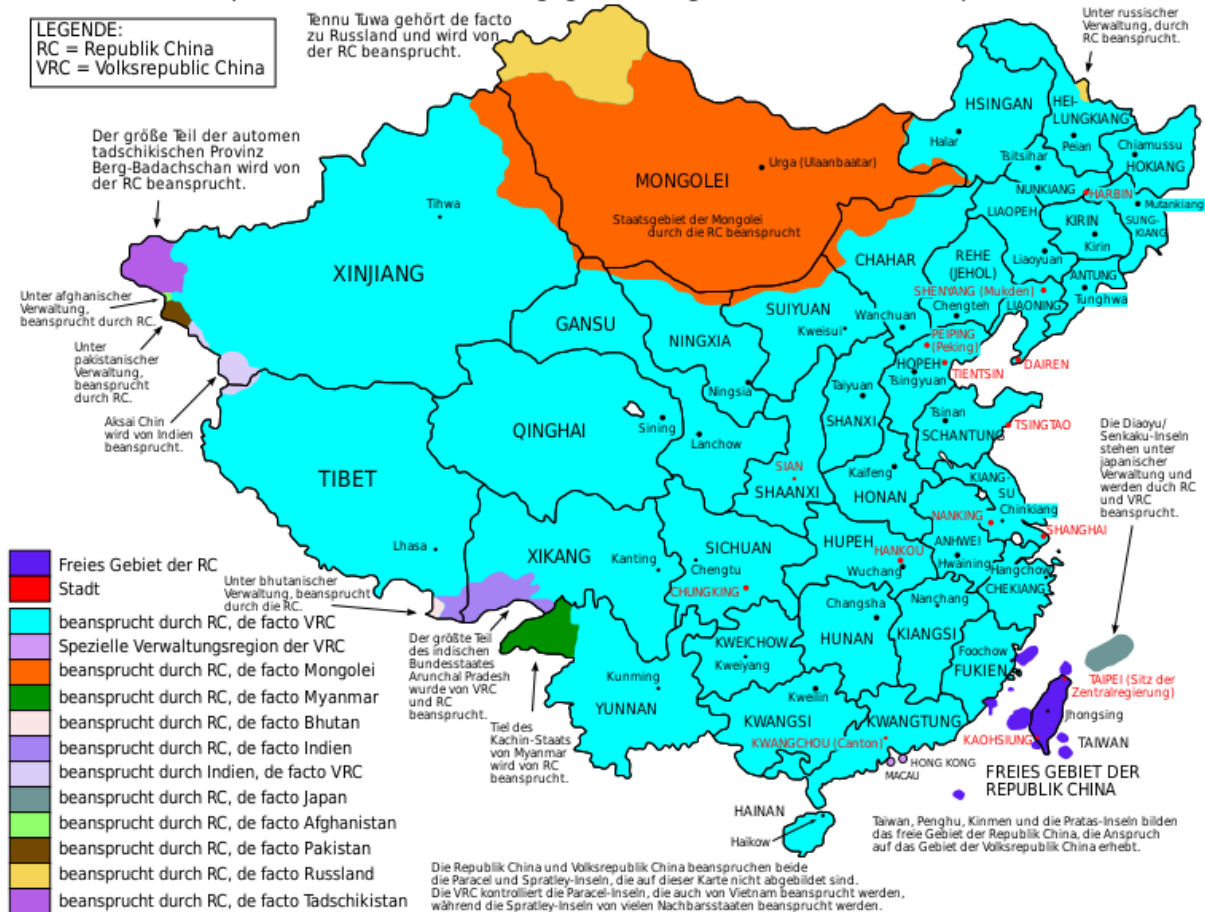 LEGENDE:
RC = Republik China
VRC = Volksrepublic China
Tennu Tuwa gehört de facto
zu Russland und wird von
der RC beansprucht.
Unter russischer
Verwaltung, durch
RC beansprucht.
Der größe Teil der automen
tadschikischen Provinz
Berg-Badachschan wird von
der RC beansprucht.
Unter afghanischer
Verwaltung,
beansprucht durch RC.
Unter
pakistanischer
Verwaltung,
beansprucht
durch RC.
Aksai Chin
wird von Indien
beansprucht.
HSINGAN
Halar
HEI-
LUNGKIANG
Peian
Chiamussu
HOKIANG
Tsitsihar
NUNKIANG
HARBIN
Mutankiang
SUNG-
KIANG
LIAOPEH
KIRIN
Kirin
Liaoyuan
ANTUNG
Tunghwa
Urga (Ulaanbaatar)
MONGOLEI
Staatsgebiet der Mongolei
durch die RC beansprucht
Tihwa
XINJIANG
CHAHAR
REHE
(JEHOL)
SHENYANG (Mukden)
LIAONING
Chengteh
SUIYUAN
Kweisui
Wanchuan
GANSU
NINGXIA
Ningsia
PEIPING
(Peking)
HOPEH
TIENTSIN
Tsingyuan
DAIREN
Taiyuan
SHANXI
Tsinan
SCHANTUNG
TSINGTAO
QINGHAI
Sining
Lanchow
Die Diaoyu/
Senkaku-Inseln
stehen unter
japanischer
Verwaltung und
werden duch RC
und VRC
beansprucht.
TIBET
Lhasa
SIAN
SHAANXI
Kaifeng
HONAN
KIANG-
SU
Chinkiang
NANKING
SHANGHAI
ANHWEI
Hwaining
Hangchow
CHEKIANG
XIKANG
Kanting
SICHUAN
Chengtu
CHUNGKING
HUPEH
HANKOU
Wuchang
Changsha
HUNAN
Nanchang
KIANGSI
KWEICHOW
Kweiyang
Foochow
FUKIEN
Kunming
YUNNAN
Kweilin
KWANGSI
KWANGTUNG
KWANGCHOU (Canton)
HONG KONG
MACAU
TAIPEI (Sitz der
Zentralregierung)
Jhongsing
KAOHSIUNG
TAIWAN
FREIES GEBIET DER
REPUBLIK CHINA
HAINAN
Haikow
Unter bhutanischer
Verwaltung, beansprucht
durch die RC.
Der größte Teil
des indischen
Bundesstaates
Arunchal Pradesh
wurde von VRC
und RC
beansprucht.
Tiel des
Kachin-Staats
von Myanmar
wird von RC
beansprucht.
Taiwan, Penghu, Kinmen und die Pratas-Inseln bilden
das freie Gebiet der Republik China, die Anspruch
auf das Gebiet der Volksrepublik China erhebt.
Freies Gebiet der RC
Stadt
beansprucht durch RC, de facto VRC
Spezielle Verwaltungsregion der VRC
beansprucht durch RC, de facto Mongolei
beansprucht durch RC, de facto Myanmar
beansprucht durch RC, de facto Bhutan
beansprucht durch RC, de facto Indien
beansprucht durch Indien, de facto VRC
beansprucht durch RC, de facto Japan
beansprucht durch RC, de facto Afghanistan
beansprucht durch RC, de facto Pakistan
beansprucht durch RC, de facto Russland
beansprucht durch RC, de facto Tadschikistan
Die Republik China und Volksrepublik China beanspruchen beide
die Paracel und Spratley-Inseln, die auf dieser Karte nicht abgebildet sind.
Die VRC kontrolliert die Paracel-Inseln, die auch von Vietnam beansprucht werden,
während die Spratley-Inseln von vielen Nachbarsstaaten beansprucht werden.